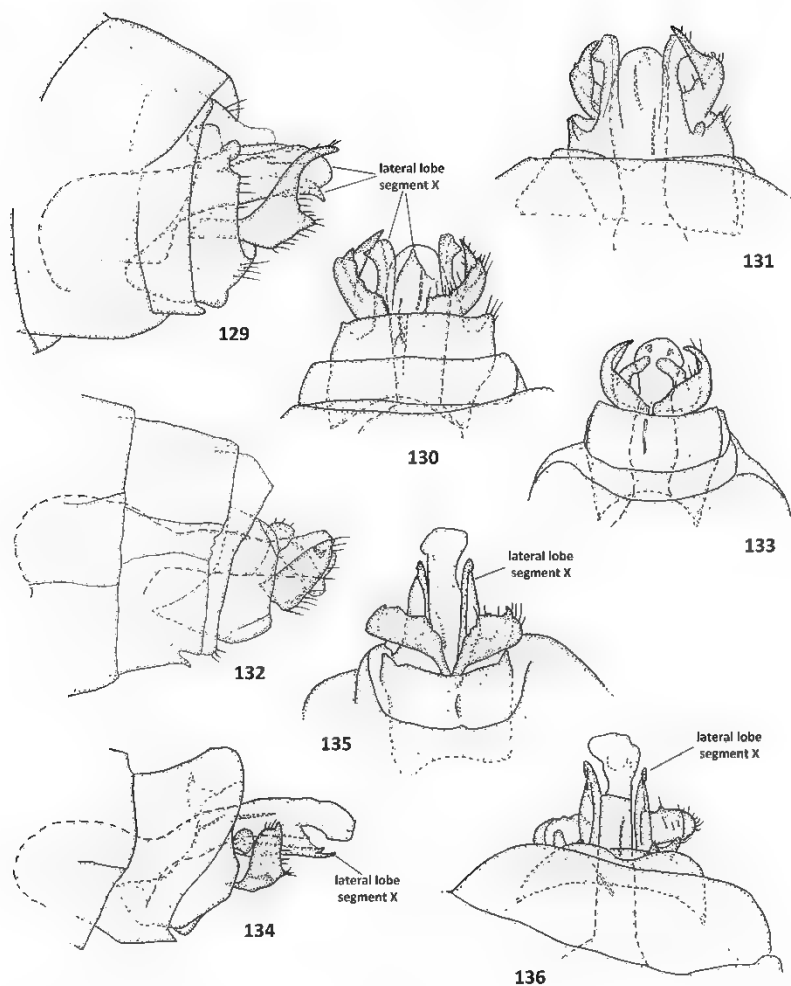 lateral lobe
segment X
131
129
130
133
lateral lobe
segment X
132
135
lateral lobe
segment X
134
lateral lobe
segment X
136